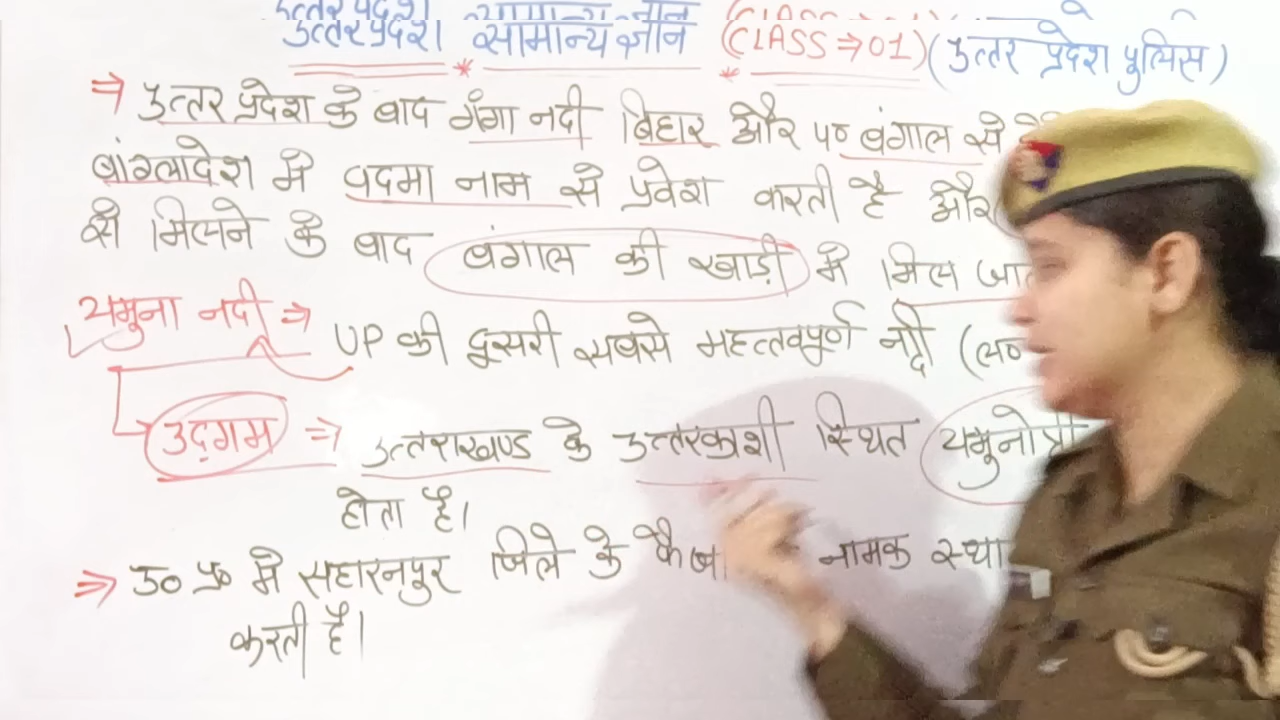 उत्तर प्रदेश सामान्य ज्ञान (CLASS⇒01) (उत्तर प्रदेश पुलिस)
⇒ उत्तर प्रदेश के बाद गंगा नदी बिहार और प० बंगाल से
बांग्लादेश में पदमा नाम से प्रवेश करती है और
से मिलने के बाद बंगाल की खाड़ी में मिल
यमुना नदी ⇒ UP की दूसरी सबसे महत्तवपूर्ण नदी
उद्गम ⇒ उत्तराखण्ड के उत्तरकाशी स्थित
होता है।
⇒ उ० प्र० में सहारनपुर जिले के नामक
करती है।